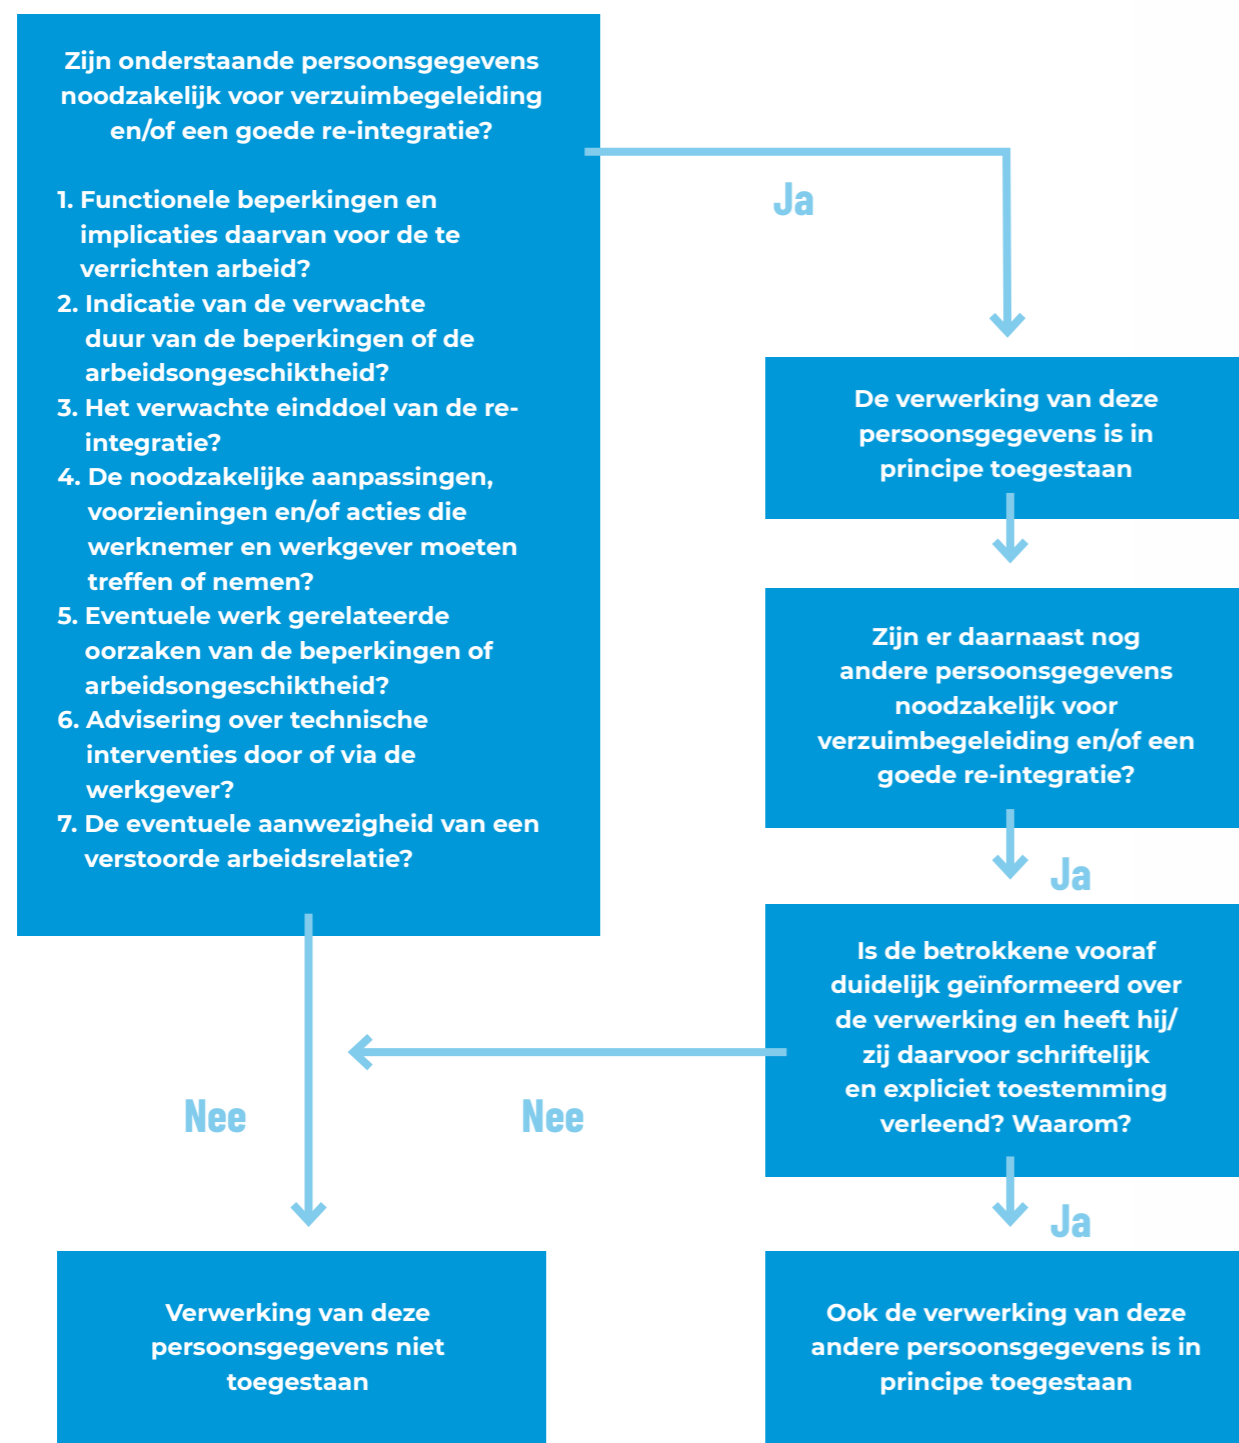 Zijn onderstaande persoonsgegevens
noodzakelijk voor verzuimbegeleiding
en/of een goede re-integratie?
1. Functionele beperkingen en
implicaties daarvan voor de te
verrichten arbeid?
2. Indicatie van de verwachte
duur van de beperkingen of de
arbeidsongeschiktheid?
3. Het verwachte einddoel van de re-
integratie?
4. De noodzakelijke aanpassingen,
voorzieningen en/of acties die
werknemer en werkgever moeten
treffen of nemen?
5. Eventuele werk gerelateerde
oorzaken van de beperkingen of
arbeidsongeschiktheid?
6. Advisering over technische
interventies door of via de
werkgever?
7. De eventuele aanwezigheid van een
verstoorde arbeidsrelatie?
Ja
De verwerking van deze
persoonsgegevens is in
principe toegestaan
Zijn er daarnaast nog
andere persoonsgegevens
noodzakelijk voor
verzuimbegeleiding en/of een
goede re-integratie?
Ja
Is de betrokkene vooraf
duidelijk geïnformeerd over
de verwerking en heeft hij/
zij daarvoor schriftelijk
en expliciet toestemming
verleend? Waarom?
Nee
Nee
Ja
Verwerking van deze
persoonsgegevens niet
toegestaan
Ook de verwerking van deze
andere persoonsgegevens is in
principe toegestaan